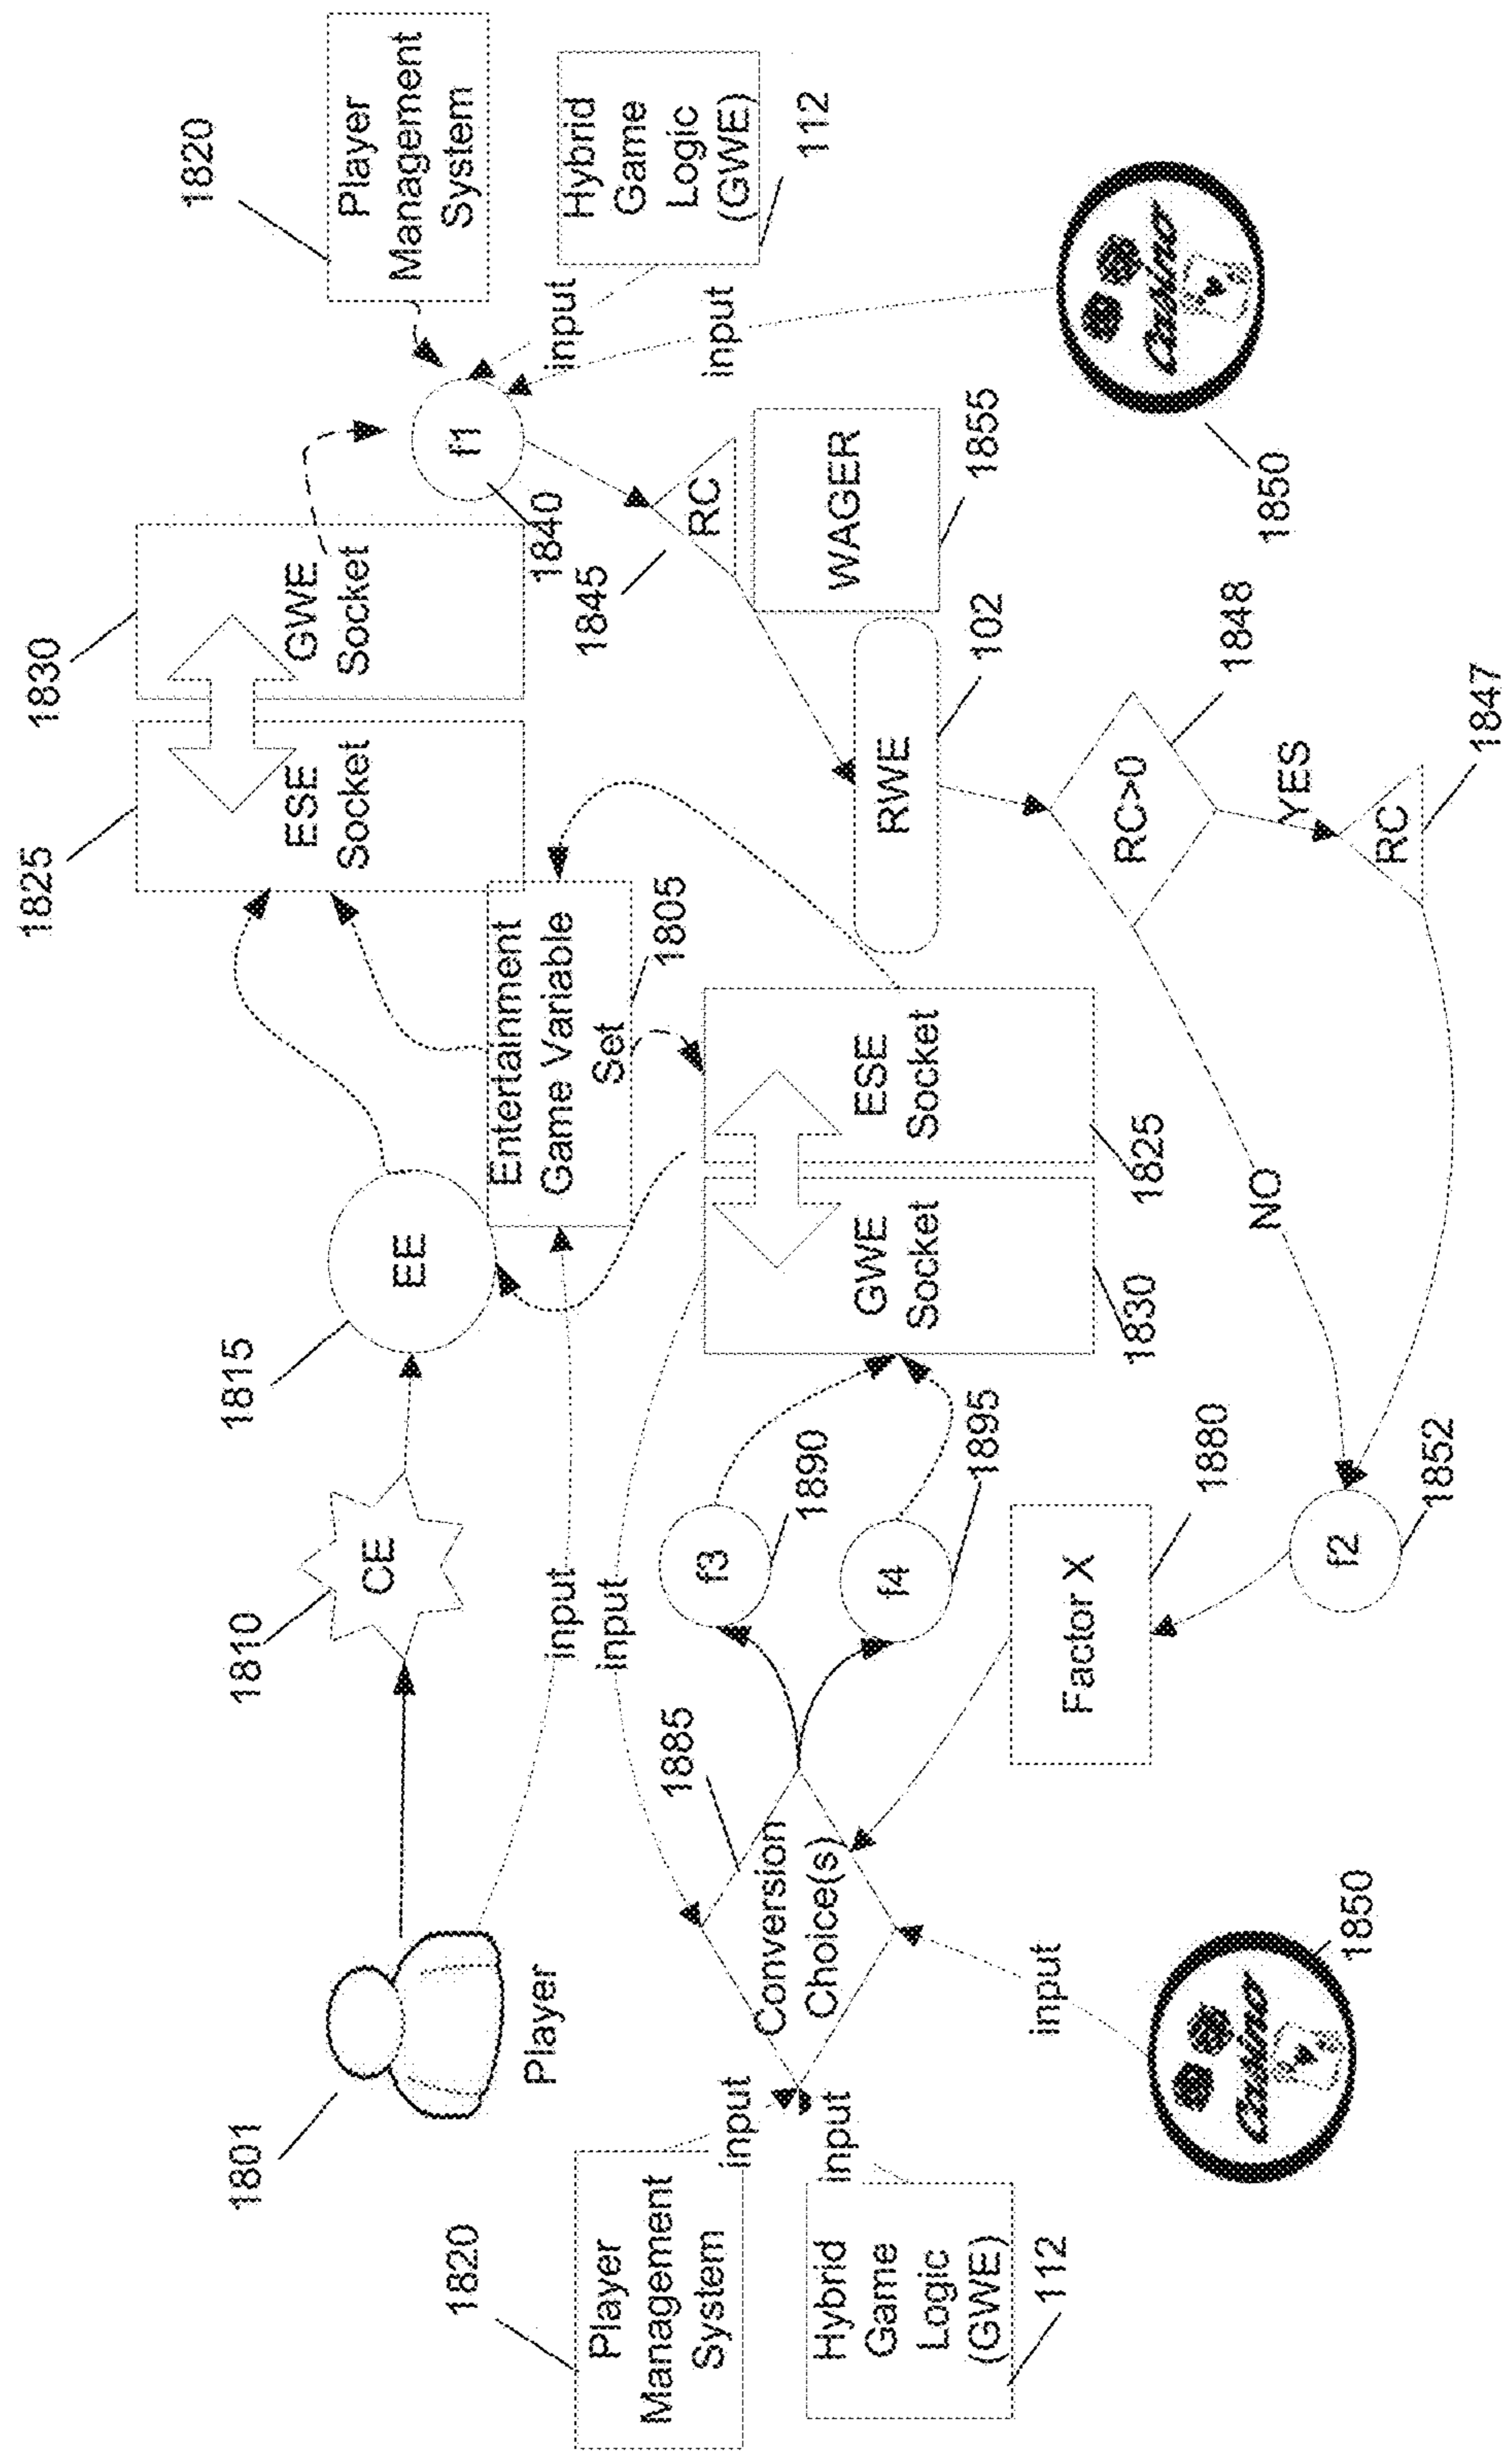 1801
Player
1810
CE
1815
EE
1825
ESE
Socket
1830
GWE
Socket
1820
Player
Management
System
Hybrid
Game
Logic
(GWE)
112
input
input
f1
1840
1845
RC
WAGER
1855
Casino
1850
Entertainment
Game Variable
Set
1805
input
input
RWE
102
RC>0
1848
YES
RC
1847
NO
GWE
Socket
1830
ESE
Socket
1825
f3
1890
f4
1895
Factor X
1880
f2
1852
1885
Conversion
Choice(s)
1820
Player
Management
System
input
Hybrid
Game
Logic
(GWE)
112
input
input
Casino
1850